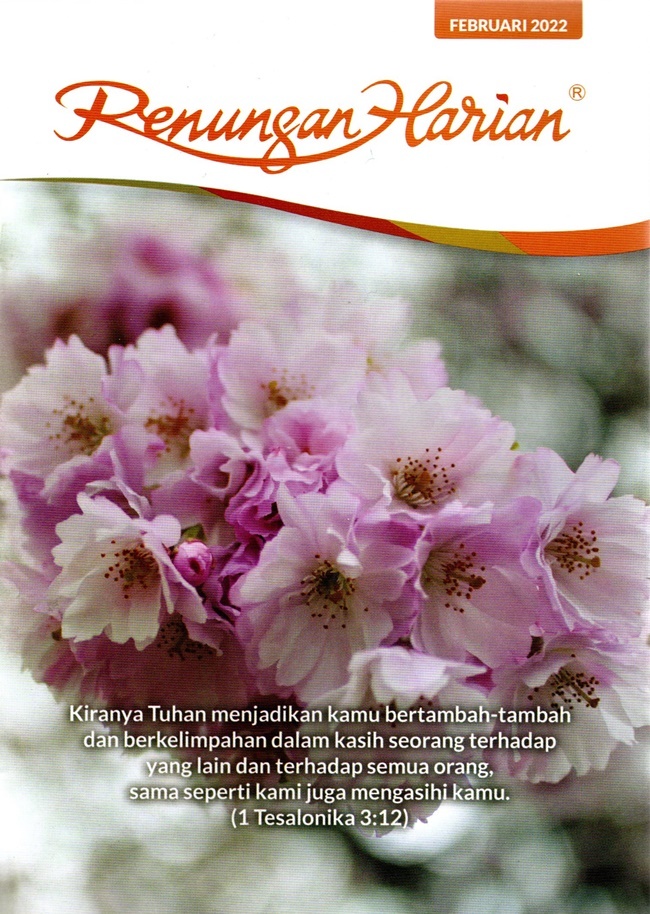 FEBRUARI 2022
Renungan Harian®
Kiranya Tuhan menjadikan kamu bertambah-tambah
dan berkelimpahan dalam kasih seorang terhadap
yang lain dan terhadap semua orang,
sama seperti kami juga mengasihi kamu.
(1 Tesalonika 3:12)